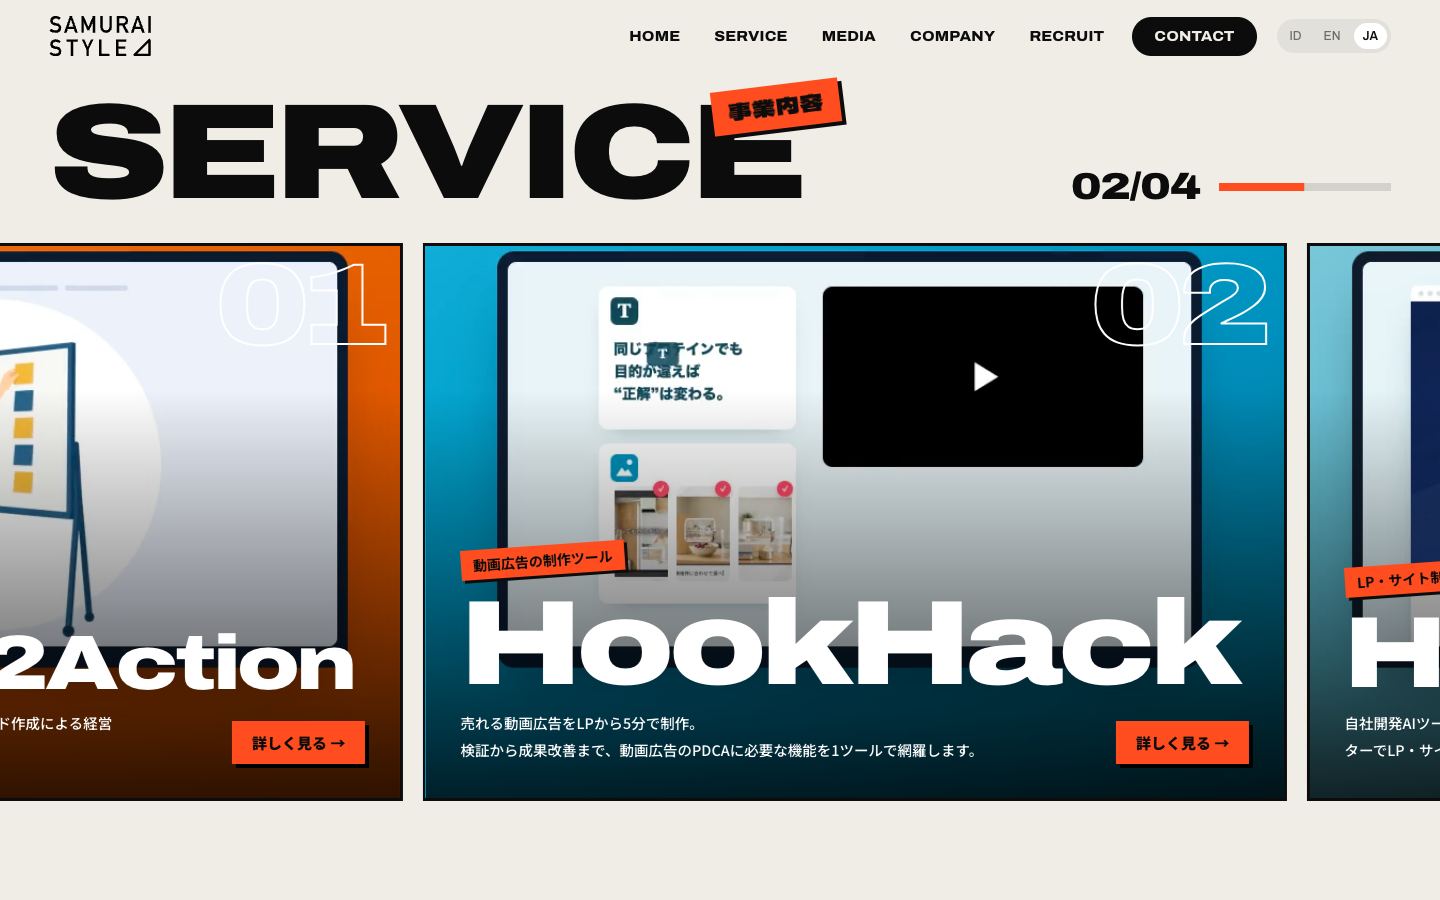 SAMURAI
STYLE
HOME
SERVICE
MEDIA
COMPANY
RECRUIT
CONTACT
ID
EN
JA
SERVICE
事業内容
02/04
01
2Action
ド作成による経営
詳しく見る →
02
T
T
同じ
テインでも
目的が違えば
“正解”は変わる。
動画広告の制作ツール
HookHack
売れる動画広告をLPから5分で制作。
検証から成果改善まで、動画広告のPDCAに必要な機能を1ツールで網羅します。
詳しく見る →
LP・サイト制
H
自社開発AIツー
ターでLP・サイ